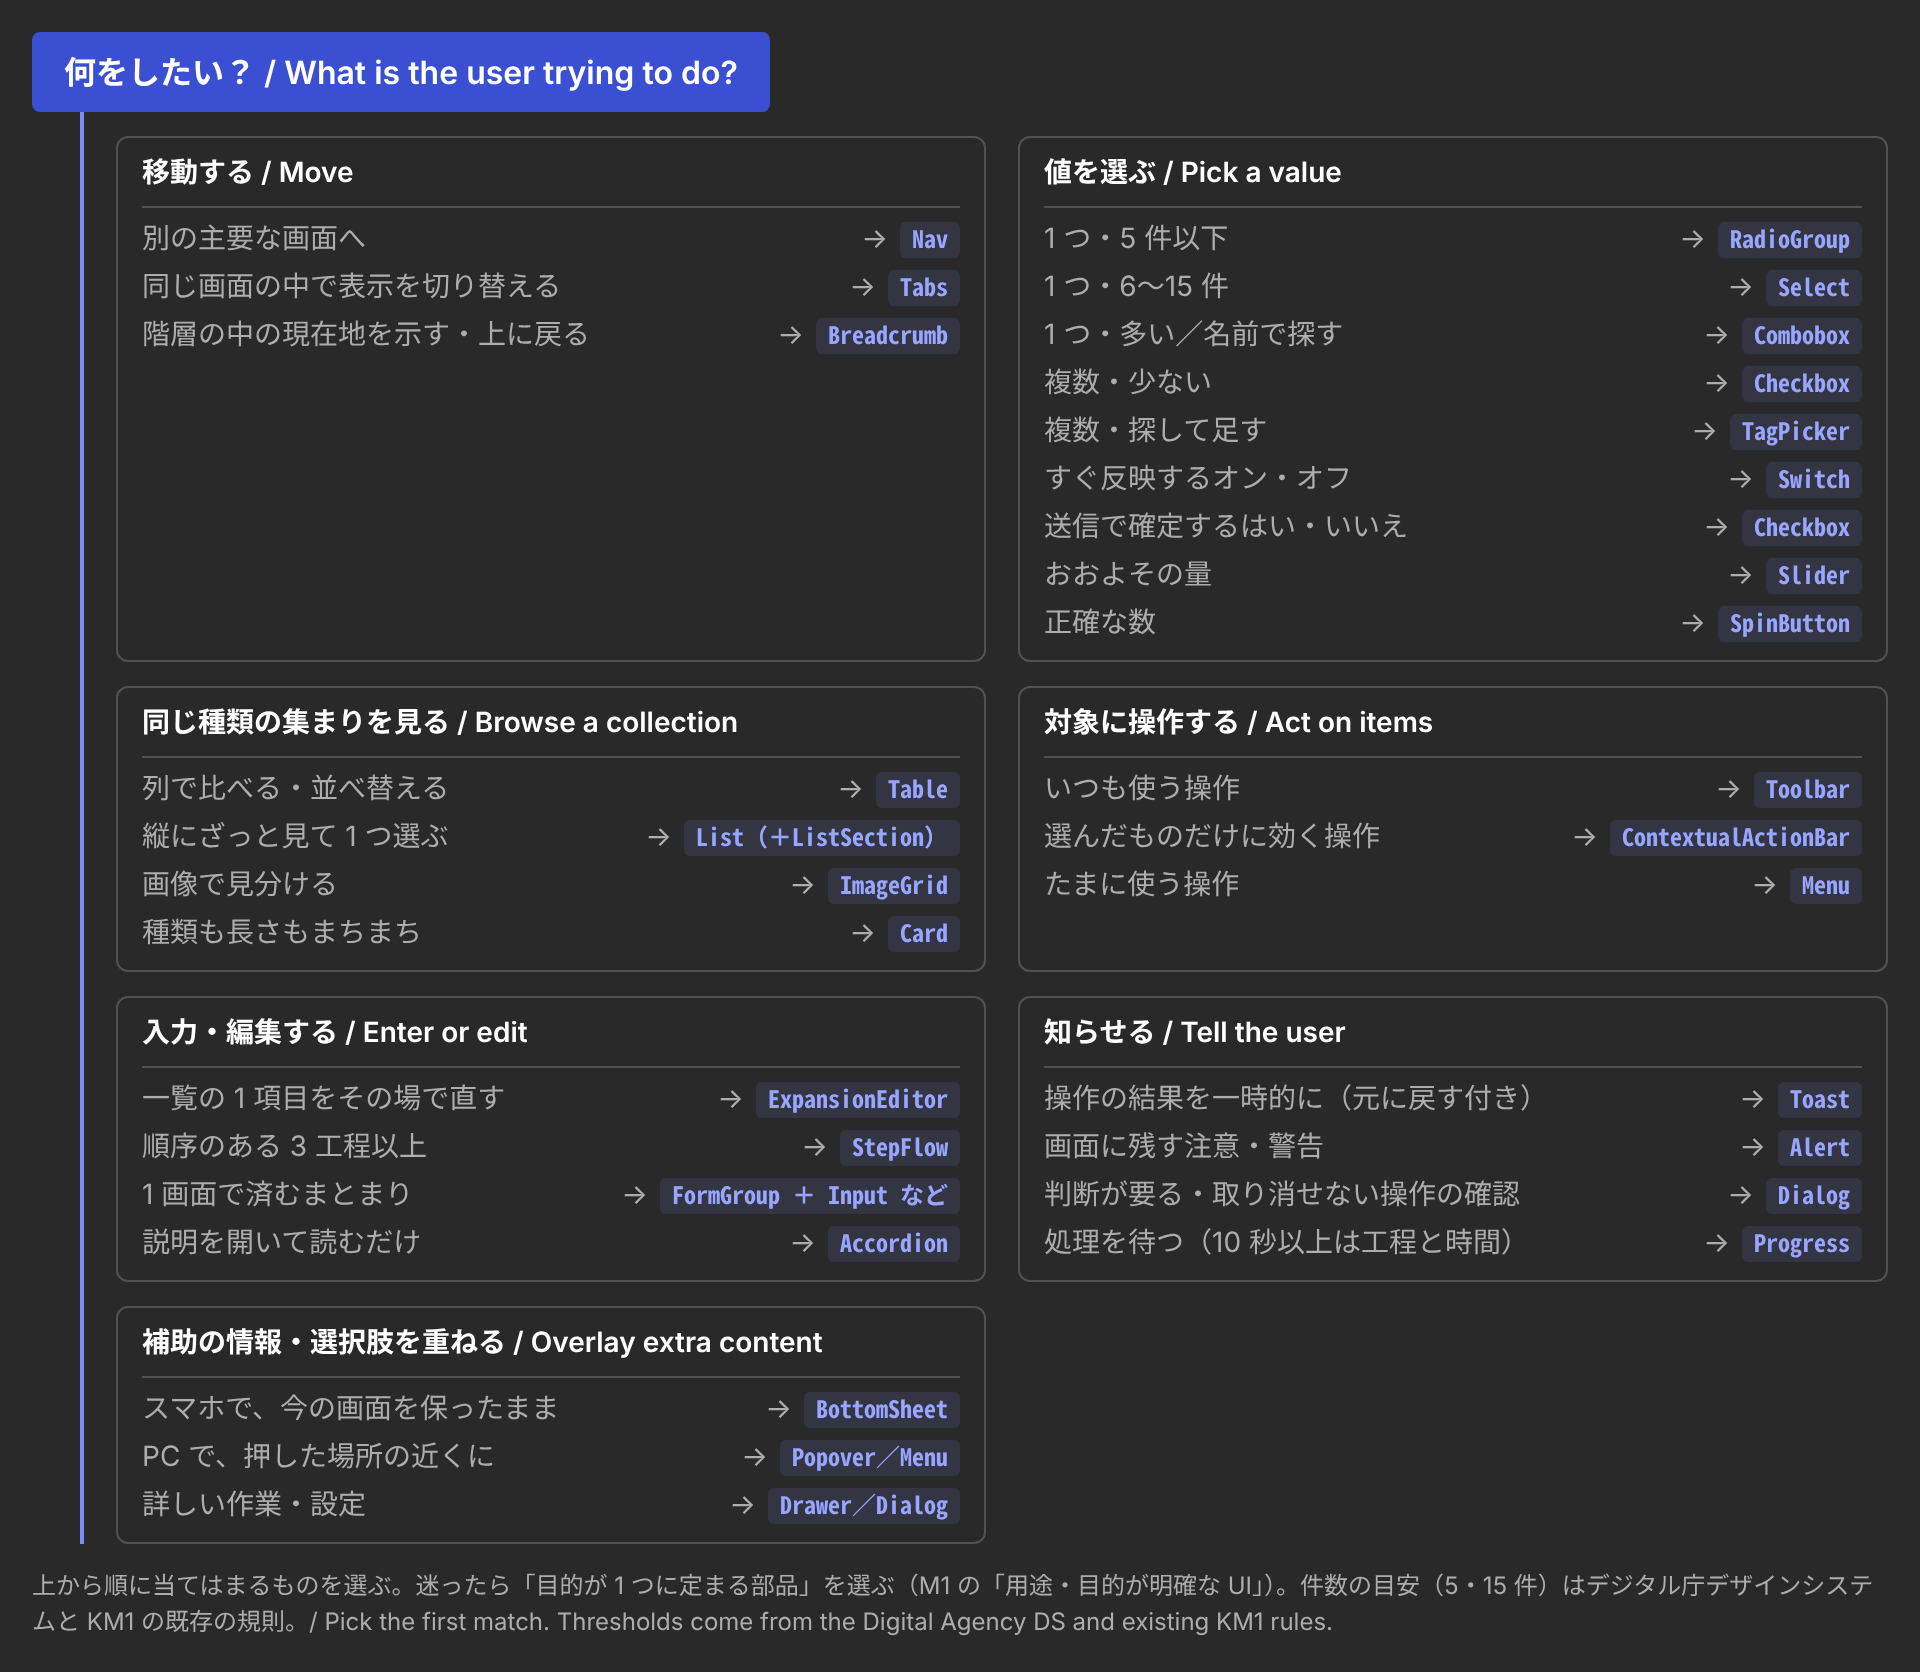 何をしたい？ / What is the user trying to do?
移動する / Move
別の主要な画面へ → Nav
同じ画面の中で表示を切り替える → Tabs
階層の中の現在地を示す・上に戻る → Breadcrumb
値を選ぶ / Pick a value
1 つ・5 件以下 → RadioGroup
1 つ・6〜15 件 → Select
1 つ・多い／名前で探す → Combobox
複数・少ない → Checkbox
複数・探して足す → TagPicker
すぐ反映するオン・オフ → Switch
送信で確定するはい・いいえ → Checkbox
おおよその量 → Slider
正確な数 → SpinButton
同じ種類の集まりを見る / Browse a collection
列で比べる・並べ替える → Table
縦にざっと見て 1 つ選ぶ → List（＋ListSection）
画像で見分ける → ImageGrid
種類も長さもまちまち → Card
対象に操作する / Act on items
いつも使う操作 → Toolbar
選んだものだけに効く操作 → ContextualActionBar
たまに使う操作 → Menu
入力・編集する / Enter or edit
一覧の 1 項目をその場で直す → ExpansionEditor
順序のある 3 工程以上 → StepFlow
1 画面で済むまとまり → FormGroup ＋ Input など
説明を開いて読むだけ → Accordion
知らせる / Tell the user
操作の結果を一時的に（元に戻す付き） → Toast
画面に残す注意・警告 → Alert
判断が要る・取り消せない操作の確認 → Dialog
処理を待つ（10 秒以上は工程と時間） → Progress
補助の情報・選択肢を重ねる / Overlay extra content
スマホで、今の画面を保ったまま → BottomSheet
PC で、押した場所の近くに → Popover／Menu
詳しい作業・設定 → Drawer／Dialog
上から順に当てはまるものを選ぶ。迷ったら「目的が 1 つに定まる部品」を選ぶ（M1 の「用途・目的が明確な UI」）。件数の目安（5・15 件）はデジタル庁デザインシステ
ムと KM1 の既存の規則。/ Pick the first match. Thresholds come from the Digital Agency DS and existing KM1 rules.